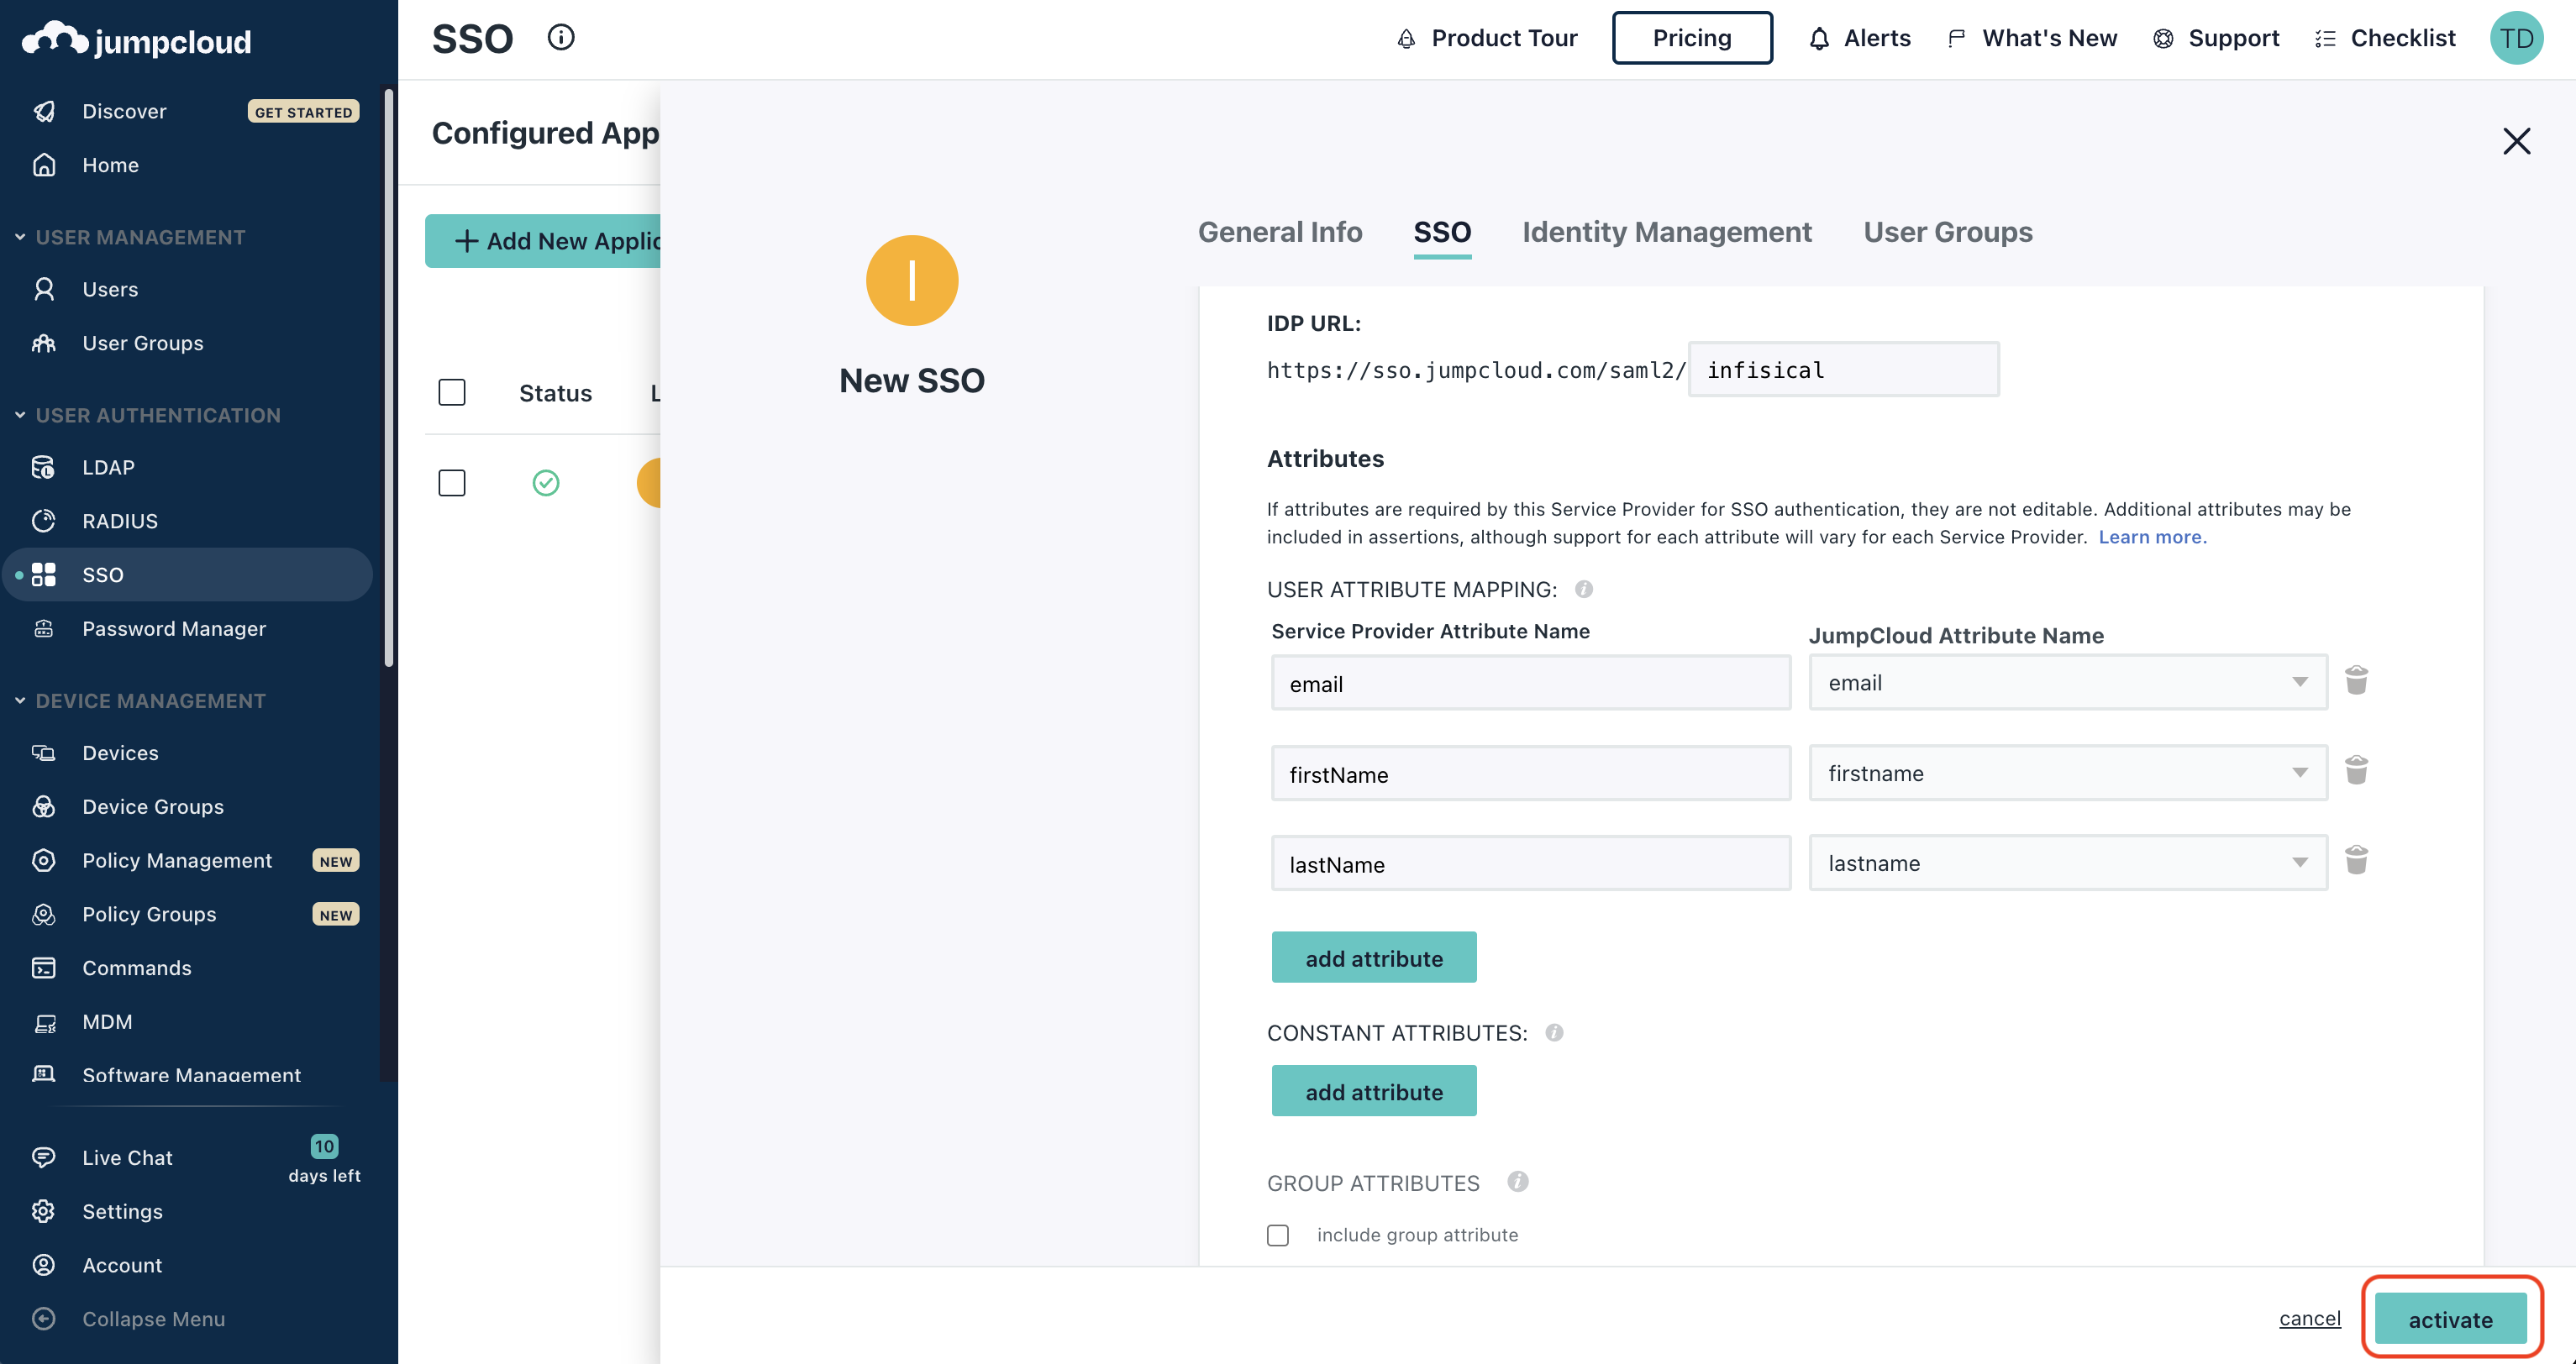 jumpcloud
Discover
GET STARTED
Home
USER MANAGEMENT
Users
User Groups
USER AUTHENTICATION
LDAP
RADIUS
SSO
Password Manager
DEVICE MANAGEMENT
Devices
Device Groups
Policy Management
NEW
Policy Groups
NEW
Commands
MDM
Software Management
Live Chat
10
days left
Settings
Account
Collapse Menu
SSO
Product Tour
Pricing
Alerts
What's New
Support
Checklist
TD
Configured App
+ Add New Applic
Status
L
I
New SSO
General Info
SSO
Identity Management
User Groups
IDP URL:
https://sso.jumpcloud.com/saml2/
infisical
Attributes
If attributes are required by this Service Provider for SSO authentication, they are not editable. Additional attributes may be
included in assertions, although support for each attribute will vary for each Service Provider. Learn more.
USER ATTRIBUTE MAPPING:
Service Provider Attribute Name
JumpCloud Attribute Name
email
email
firstName
firstname
lastName
lastname
add attribute
CONSTANT ATTRIBUTES:
add attribute
GROUP ATTRIBUTES
include group attribute
cancel
activate